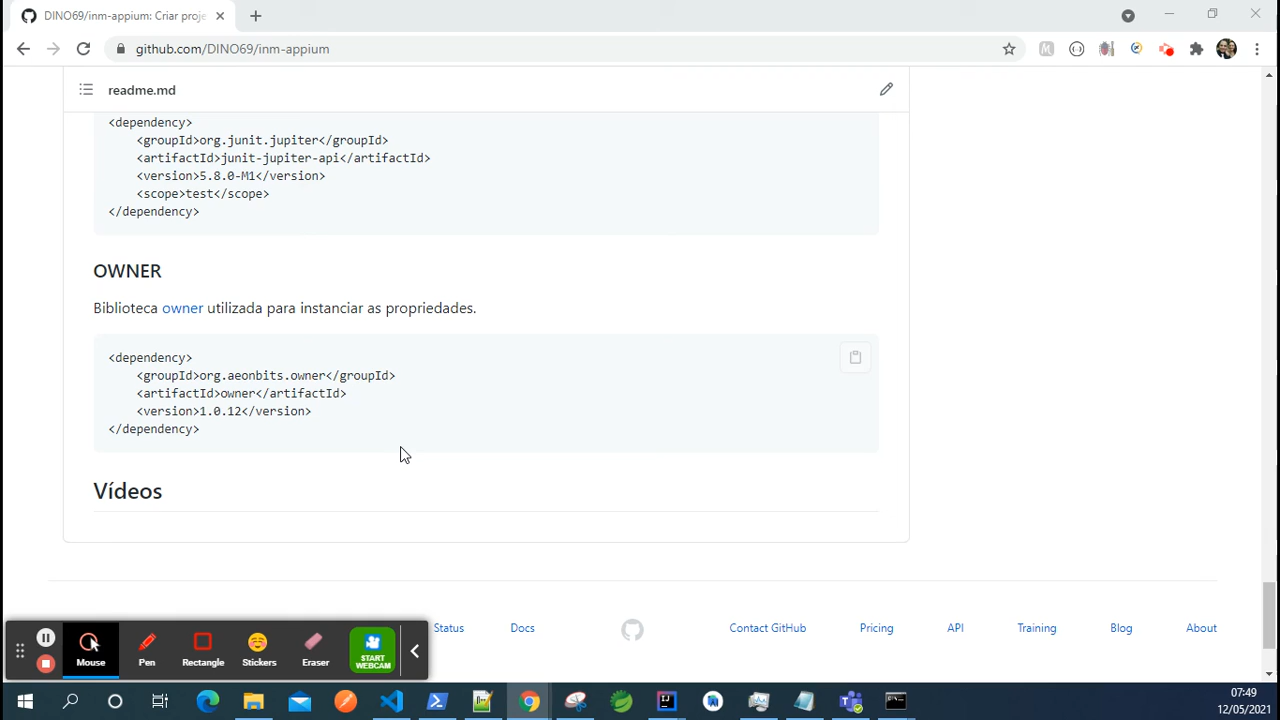 DINO69/inm-appium: Criar proje
github.com/DINO69/inm-appium
readme.md
<dependency>
<groupId>org.junit.jupiter</groupId>
<artifactId>junit-jupiter-api</artifactId>
<version>5.8.0-M1</version>
<scope>test</scope>
</dependency>
OWNER
Biblioteca owner utilizada para instanciar as propriedades.
<dependency>
<groupId>org.aeonbits.owner</groupId>
<artifactId>owner</artifactId>
<version>1.0.12</version>
</dependency>
Vídeos
Status Docs Contact GitHub Pricing API Training Blog About
Mouse Pen Rectangle Stickers Eraser START WEBCAM
07:49
12/05/2021